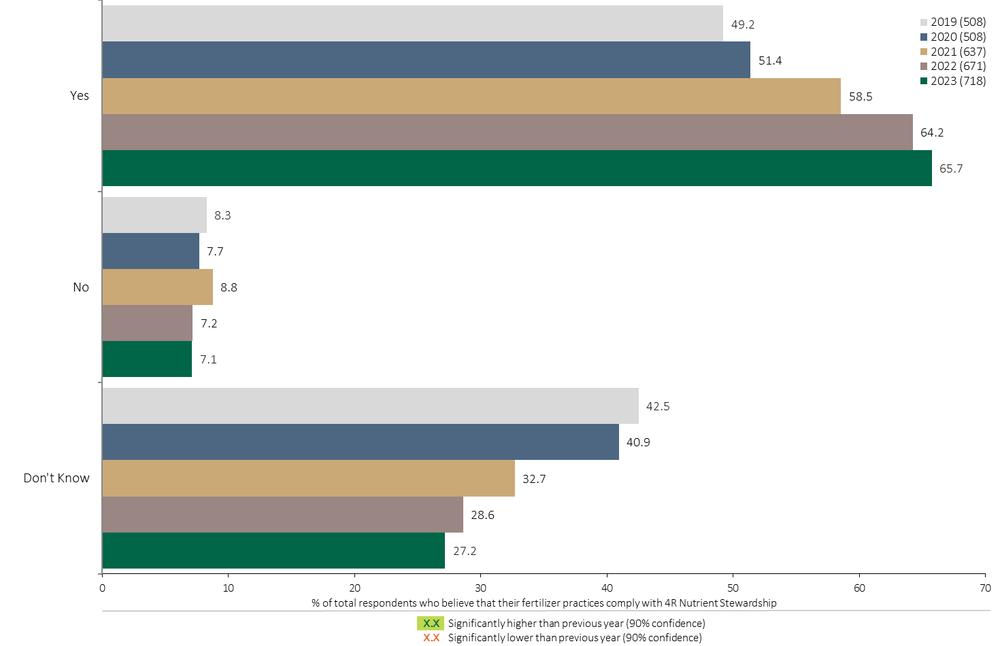 49.2
2019 (508)
2020 (508)
51.4
2021 (637)
2022 (671)
2023 (718)
Yes
58.5
64.2
65.7
8.3
7.7
No
8.8
7.2
7.1
42.5
40.9
Don't Know
32.7
28.6
27.2
0 10 20 30 40 50 60 70
% of total respondents who believe that their fertilizer practices comply with 4R Nutrient Stewardship
X.X Significantly higher than previous year (90% confidence)
X.X Significantly lower than previous year (90% confidence)